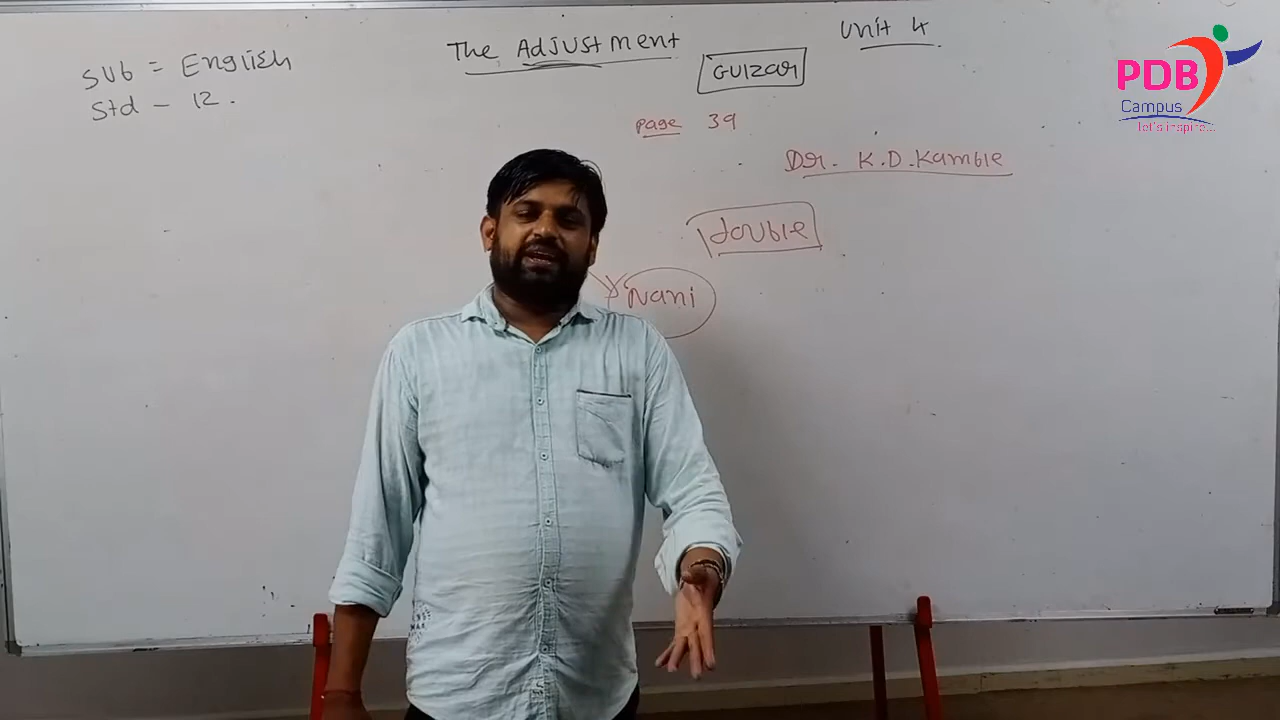 Sub = English
Std - 12.
The Adjustment
Unit 4
GUlzar
page 39
Dr. K.D. Kamble
double
Nani
PDB
Campus
let's inspire...